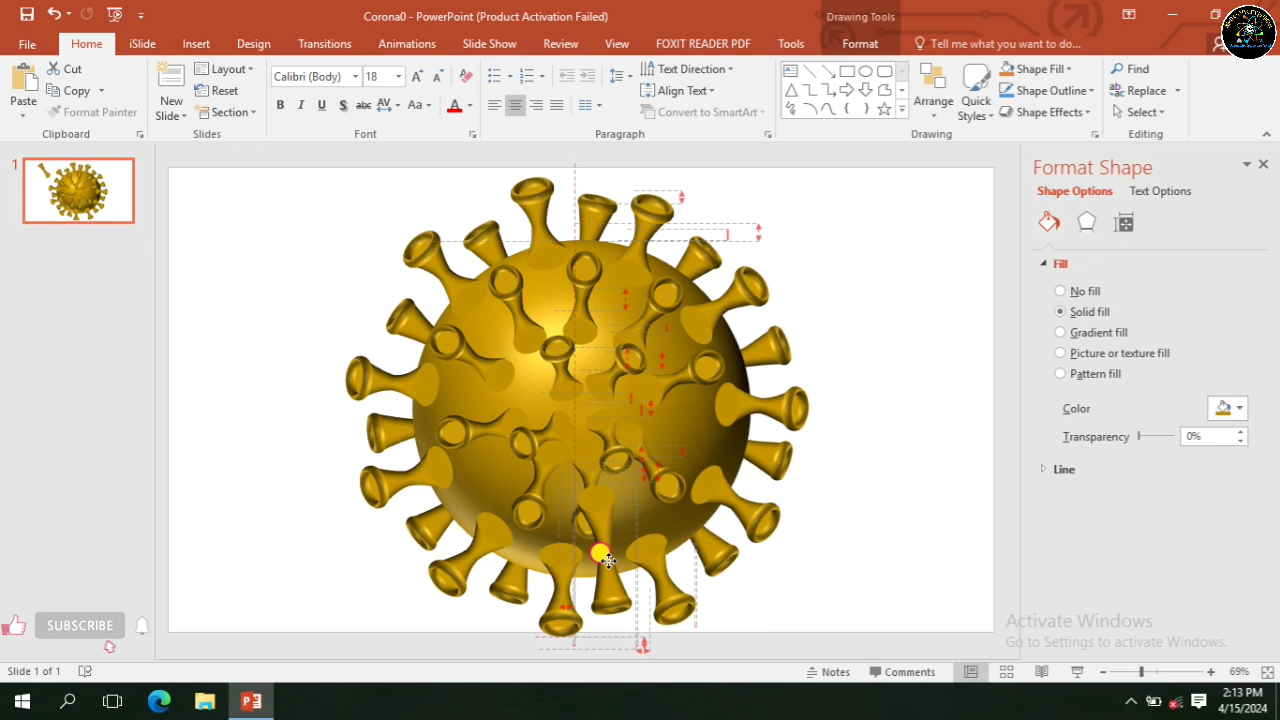 Corona0 - PowerPoint (Product Activation Failed)
Drawing Tools
File Home iSlide Insert Design Transitions Animations Slide Show Review View FOXIT READER PDF Tools Format Tell me what you want to do...
Paste
Cut
Copy
Format Painter
Clipboard
New Slide
Layout
Reset
Section
Slides
Calibri (Body) 18
B I U S abc AV Aa A
Font
Text Direction
Align Text
Convert to SmartArt
Paragraph
Arrange
Quick Styles
Shape Fill
Shape Outline
Shape Effects
Drawing
Find
Replace
Select
Editing
1
Format Shape
Shape Options Text Options
Fill
No fill
Solid fill
Gradient fill
Picture or texture fill
Pattern fill
Color
Transparency 0%
Line
SUBSCRIBE
Activate Windows
Go to Settings to activate Windows.
Slide 1 of 1
Notes
Comments
69%
2:13 PM
4/15/2024